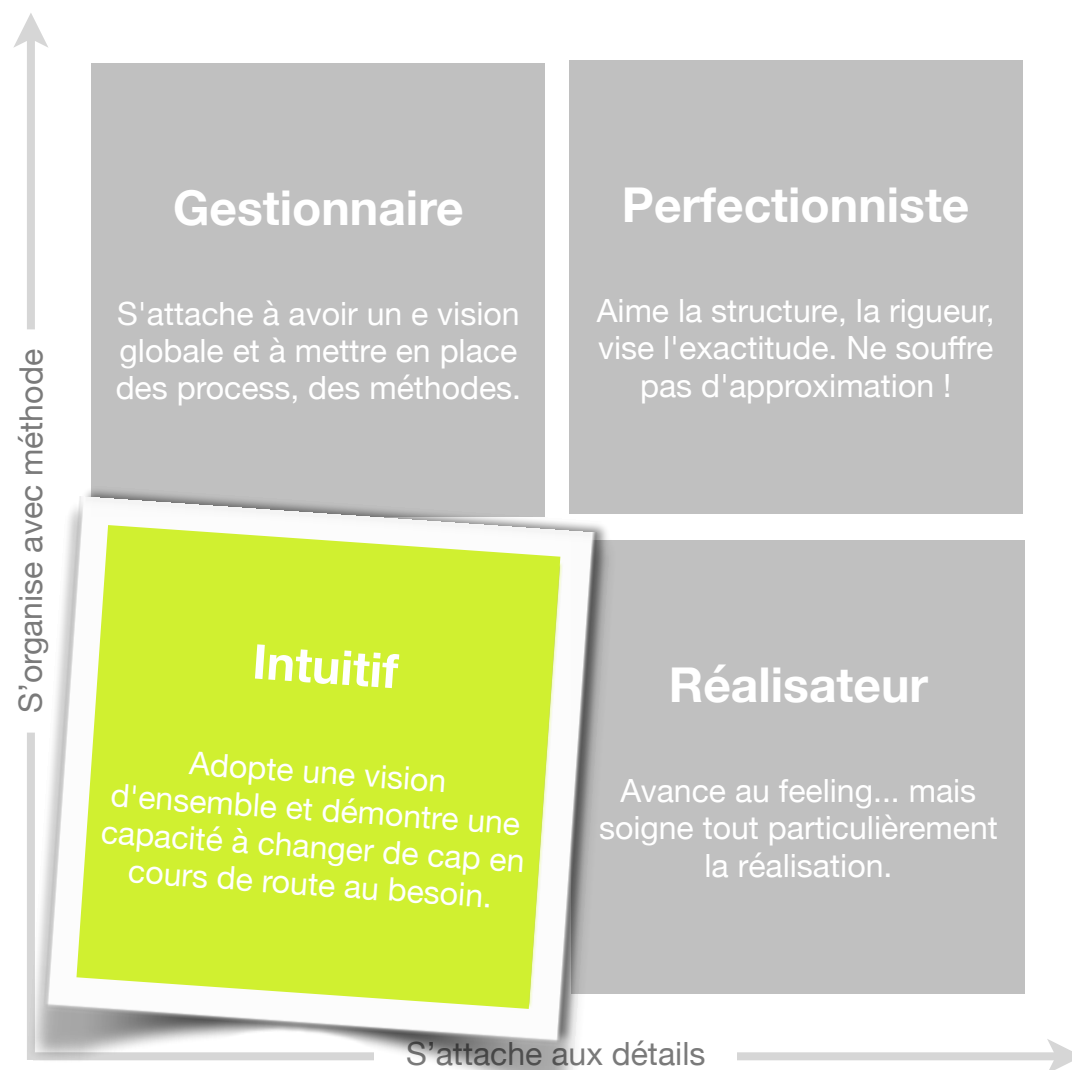 Gestionnaire
S'attache à avoir un e vision
globale et à mettre en place
des process, des méthodes.
Perfectionniste
Aime la structure, la rigueur,
vise l'exactitude. Ne souffre
pas d'approximation !
S’organise avec méthode
Intuitif
Adopte une vision
d'ensemble et démontre une
capacité à changer de cap en
cours de route au besoin.
Réalisateur
Avance au feeling... mais
soigne tout particulièrement
la réalisation.
S’attache aux détails